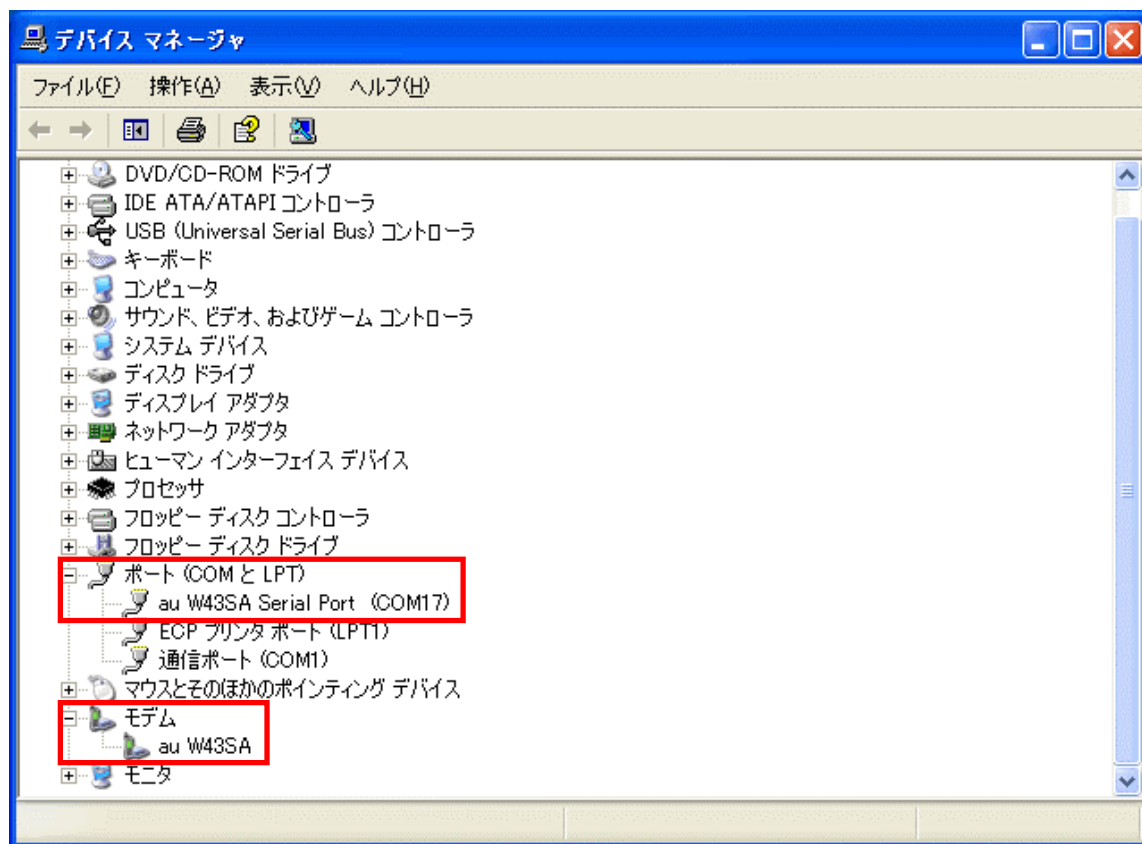 デバイス マネージャ
ファイル(F) 操作(A) 表示(V) ヘルプ(H)
DVD/CD-ROM ドライブ
IDE ATA/ATAPI コントローラ
USB (Universal Serial Bus) コントローラ
キーボード
コンピュータ
サウンド、ビデオ、およびゲーム コントローラ
システム デバイス
ディスク ドライブ
ディスプレイ アダプタ
ネットワーク アダプタ
ヒューマン インターフェイス デバイス
プロセッサ
フロッピー ディスク コントローラ
フロッピー ディスク ドライブ
ポート (COM と LPT)
au W43SA Serial Port (COM17)
ECP プリンタ ポート (LPT1)
通信ポート (COM1)
マウスとそのほかのポインティング デバイス
モデム
au W43SA
モニタ